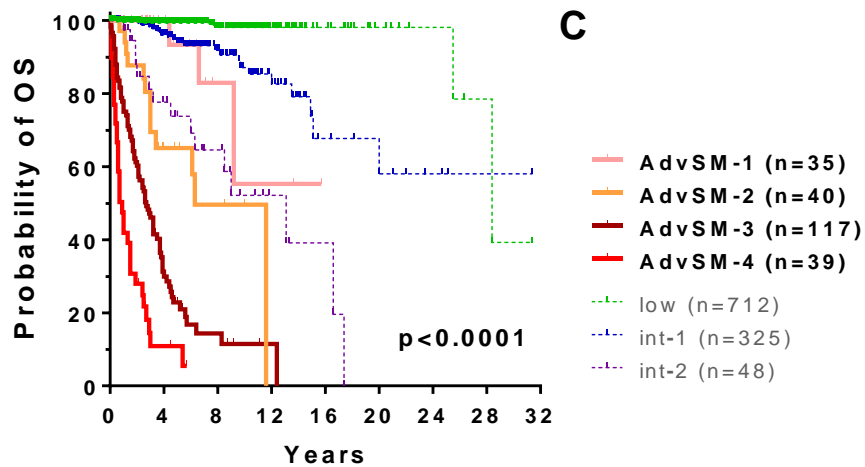 C
Probability of OS
100
80
60
40
20
0
0 4 8 12 16 20 24 28 32
Years
p<0.0001
AdvSM-1 (n=35)
AdvSM-2 (n=40)
AdvSM-3 (n=117)
AdvSM-4 (n=39)
low (n=712)
int-1 (n=325)
int-2 (n=48)